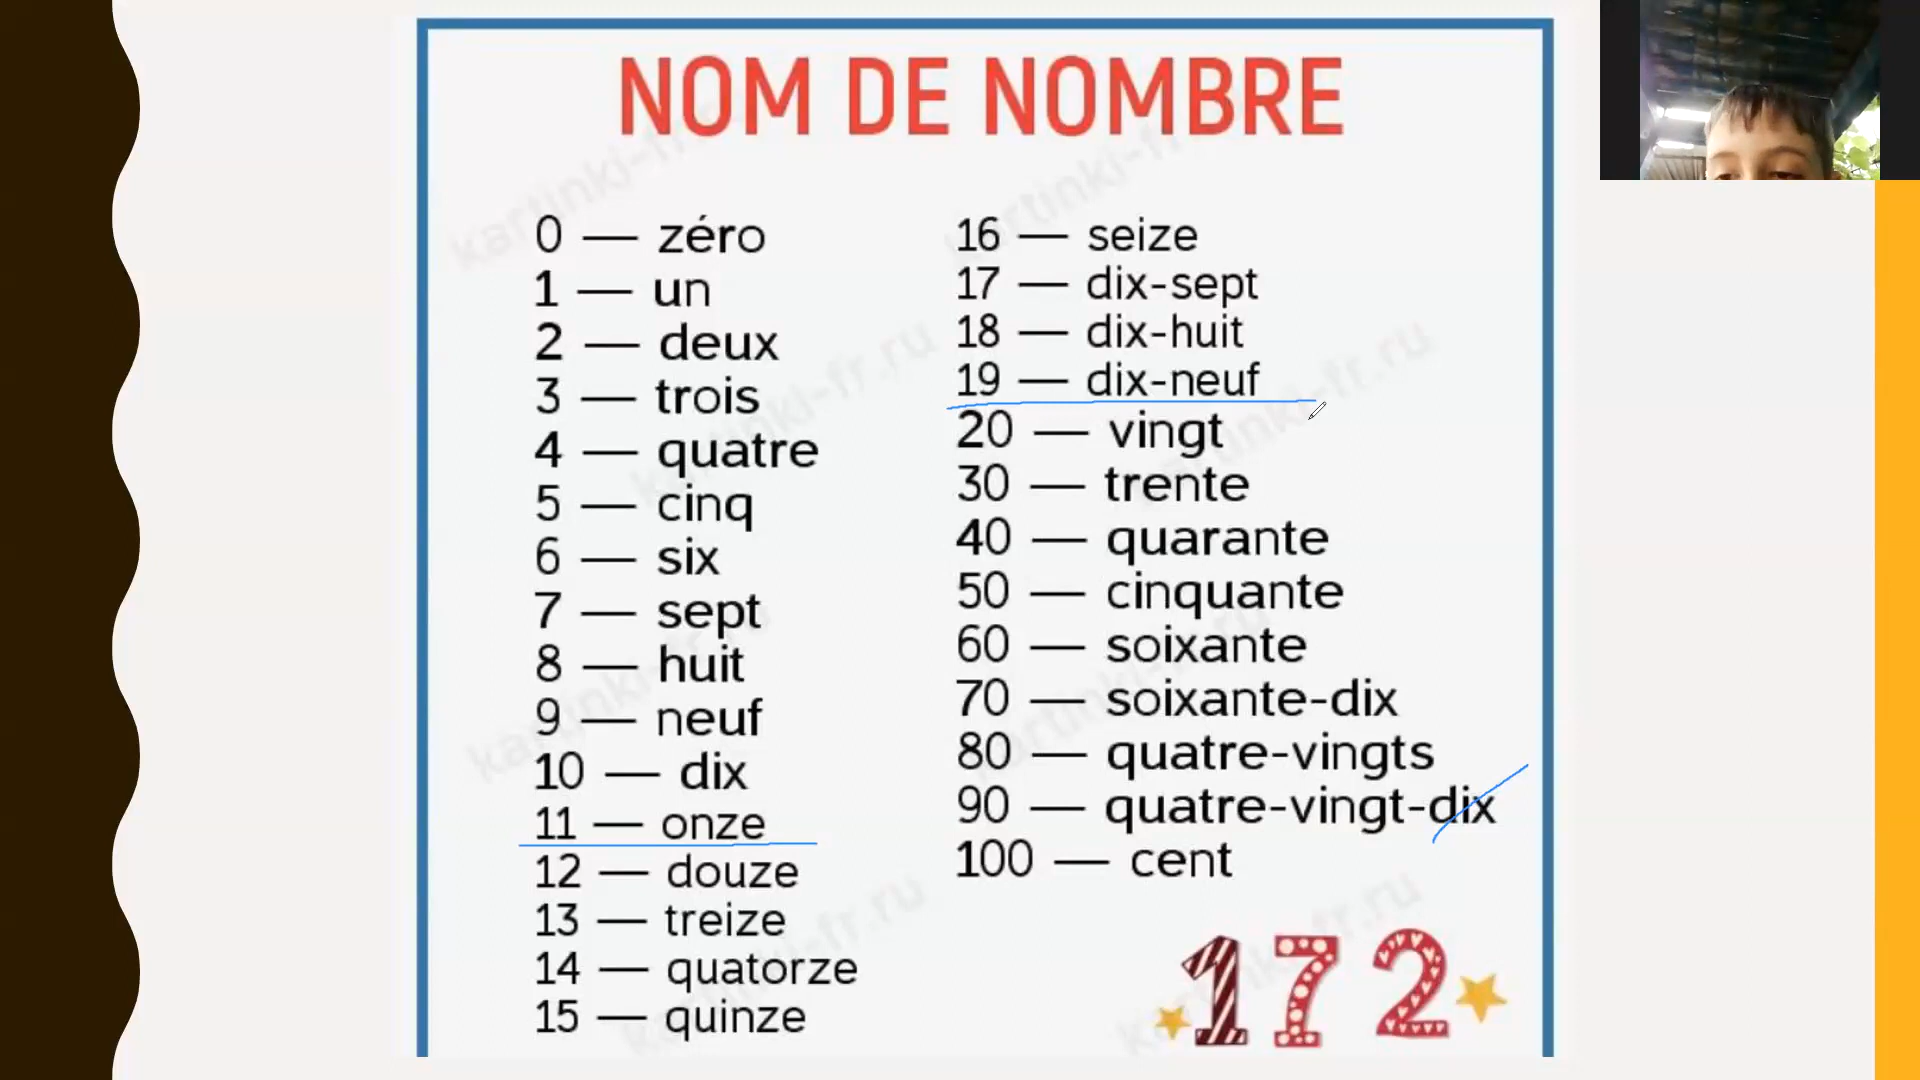 NOM DE NOMBRE
0 — zéro
1 — un
2 — deux
3 — trois
4 — quatre
5 — cinq
6 — six
7 — sept
8 — huit
9 — neuf
10 — dix
11 — onze
12 — douze
13 — treize
14 — quatorze
15 — quinze
16 — seize
17 — dix-sept
18 — dix-huit
19 — dix-neuf
20 — vingt
30 — trente
40 — quarante
50 — cinquante
60 — soixante
70 — soixante-dix
80 — quatre-vingts
90 — quatre-vingt-dix
100 — cent
172
kartinki-fr.ru